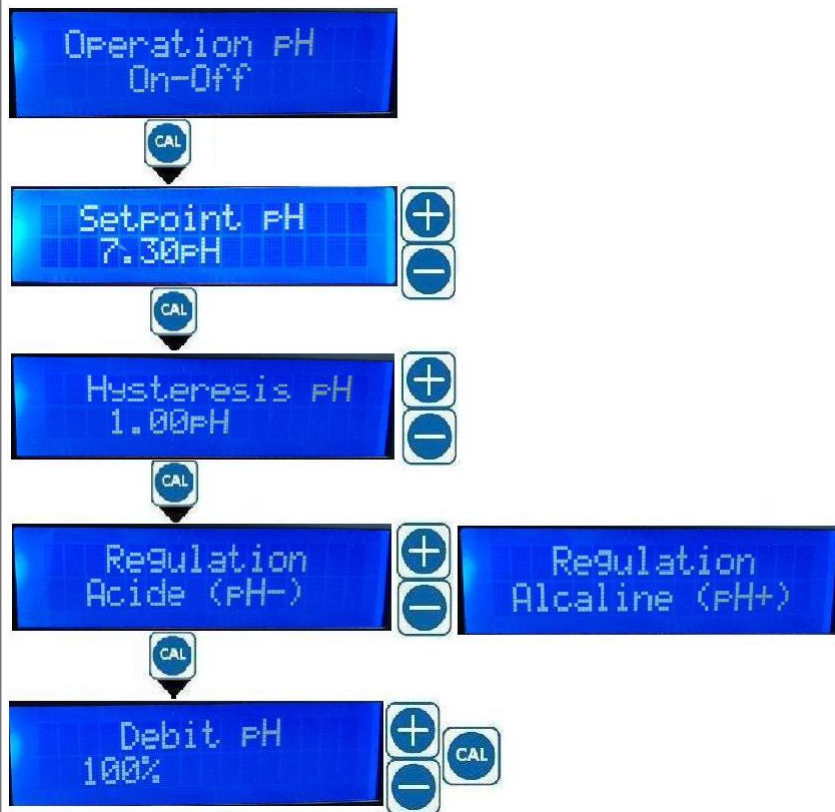 Operation pH
On-Off
CAL
Setpoint pH
7.30pH
+
−
CAL
Hysteresis pH
1.00pH
+
−
CAL
Regulation
Acide (pH-)
+
−
Regulation
Alcaline (pH+)
CAL
Debit pH
100%
+
−
CAL